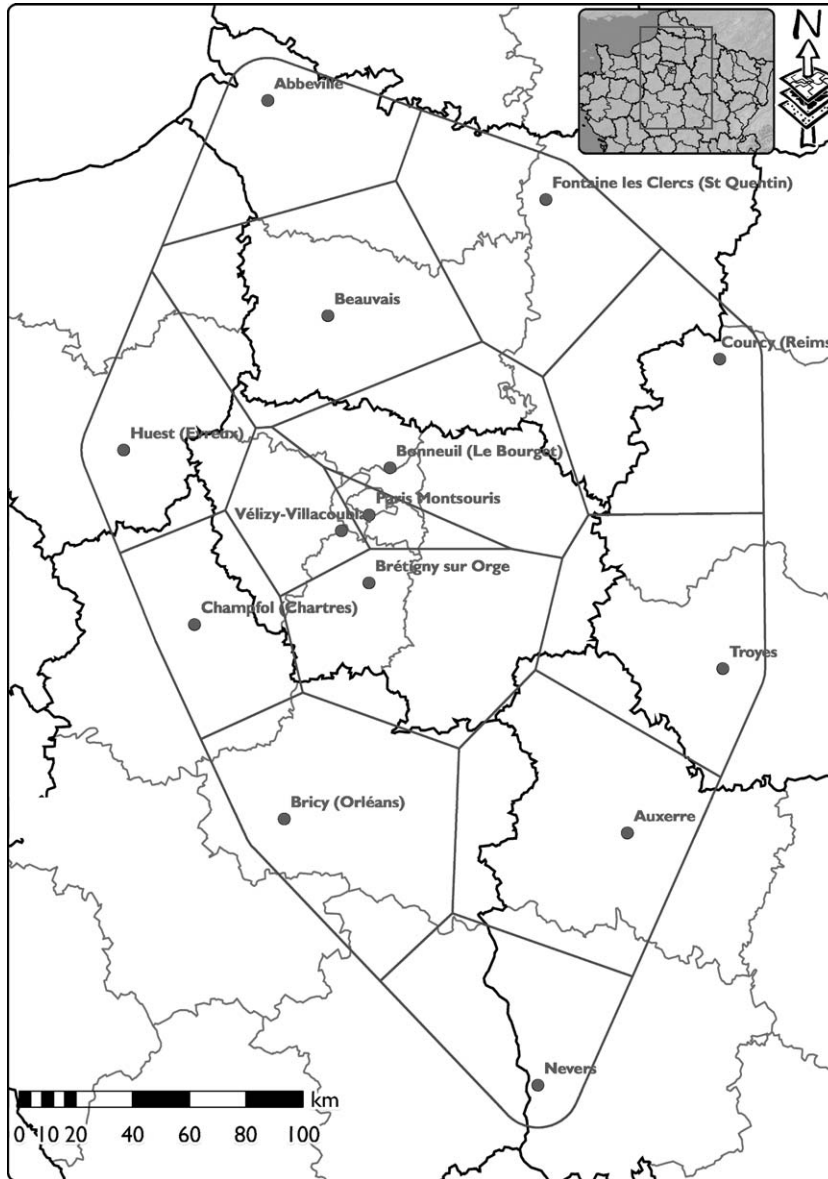 N
Abbeville
Fontaine les Clercs (St Quentin)
Beauvais
Courcy (Reims
Huest (Evreux)
Bonneuil (Le Bourget)
Paris Montsouris
Vélizy-Villacoubla
Brétigny sur Orge
Champfol (Chartres)
Troyes
Bricy (Orléans)
Auxerre
Nevers
km
0 10 20 40 60 80 100